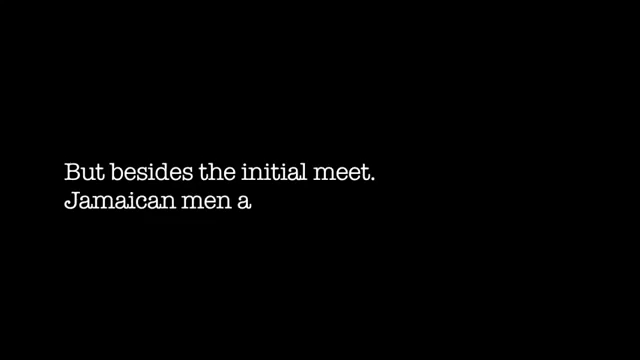 But besides the initial meet.
Jamaican men a